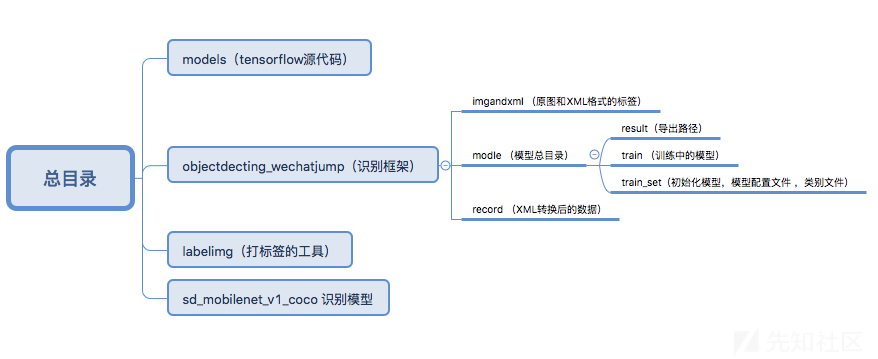 总目录
models（tensorflow源代码）
objectdecting_wechatjump（识别框架）
imgandxml （原图和XML格式的标签）
modle （模型总目录）
result（导出路径）
train （训练中的模型）
train_set（初始化模型，模型配置文件 ，类别文件）
record （XML转换后的数据）
labelimg（打标签的工具）
sd_mobilenet_v1_coco 识别模型
先知社区